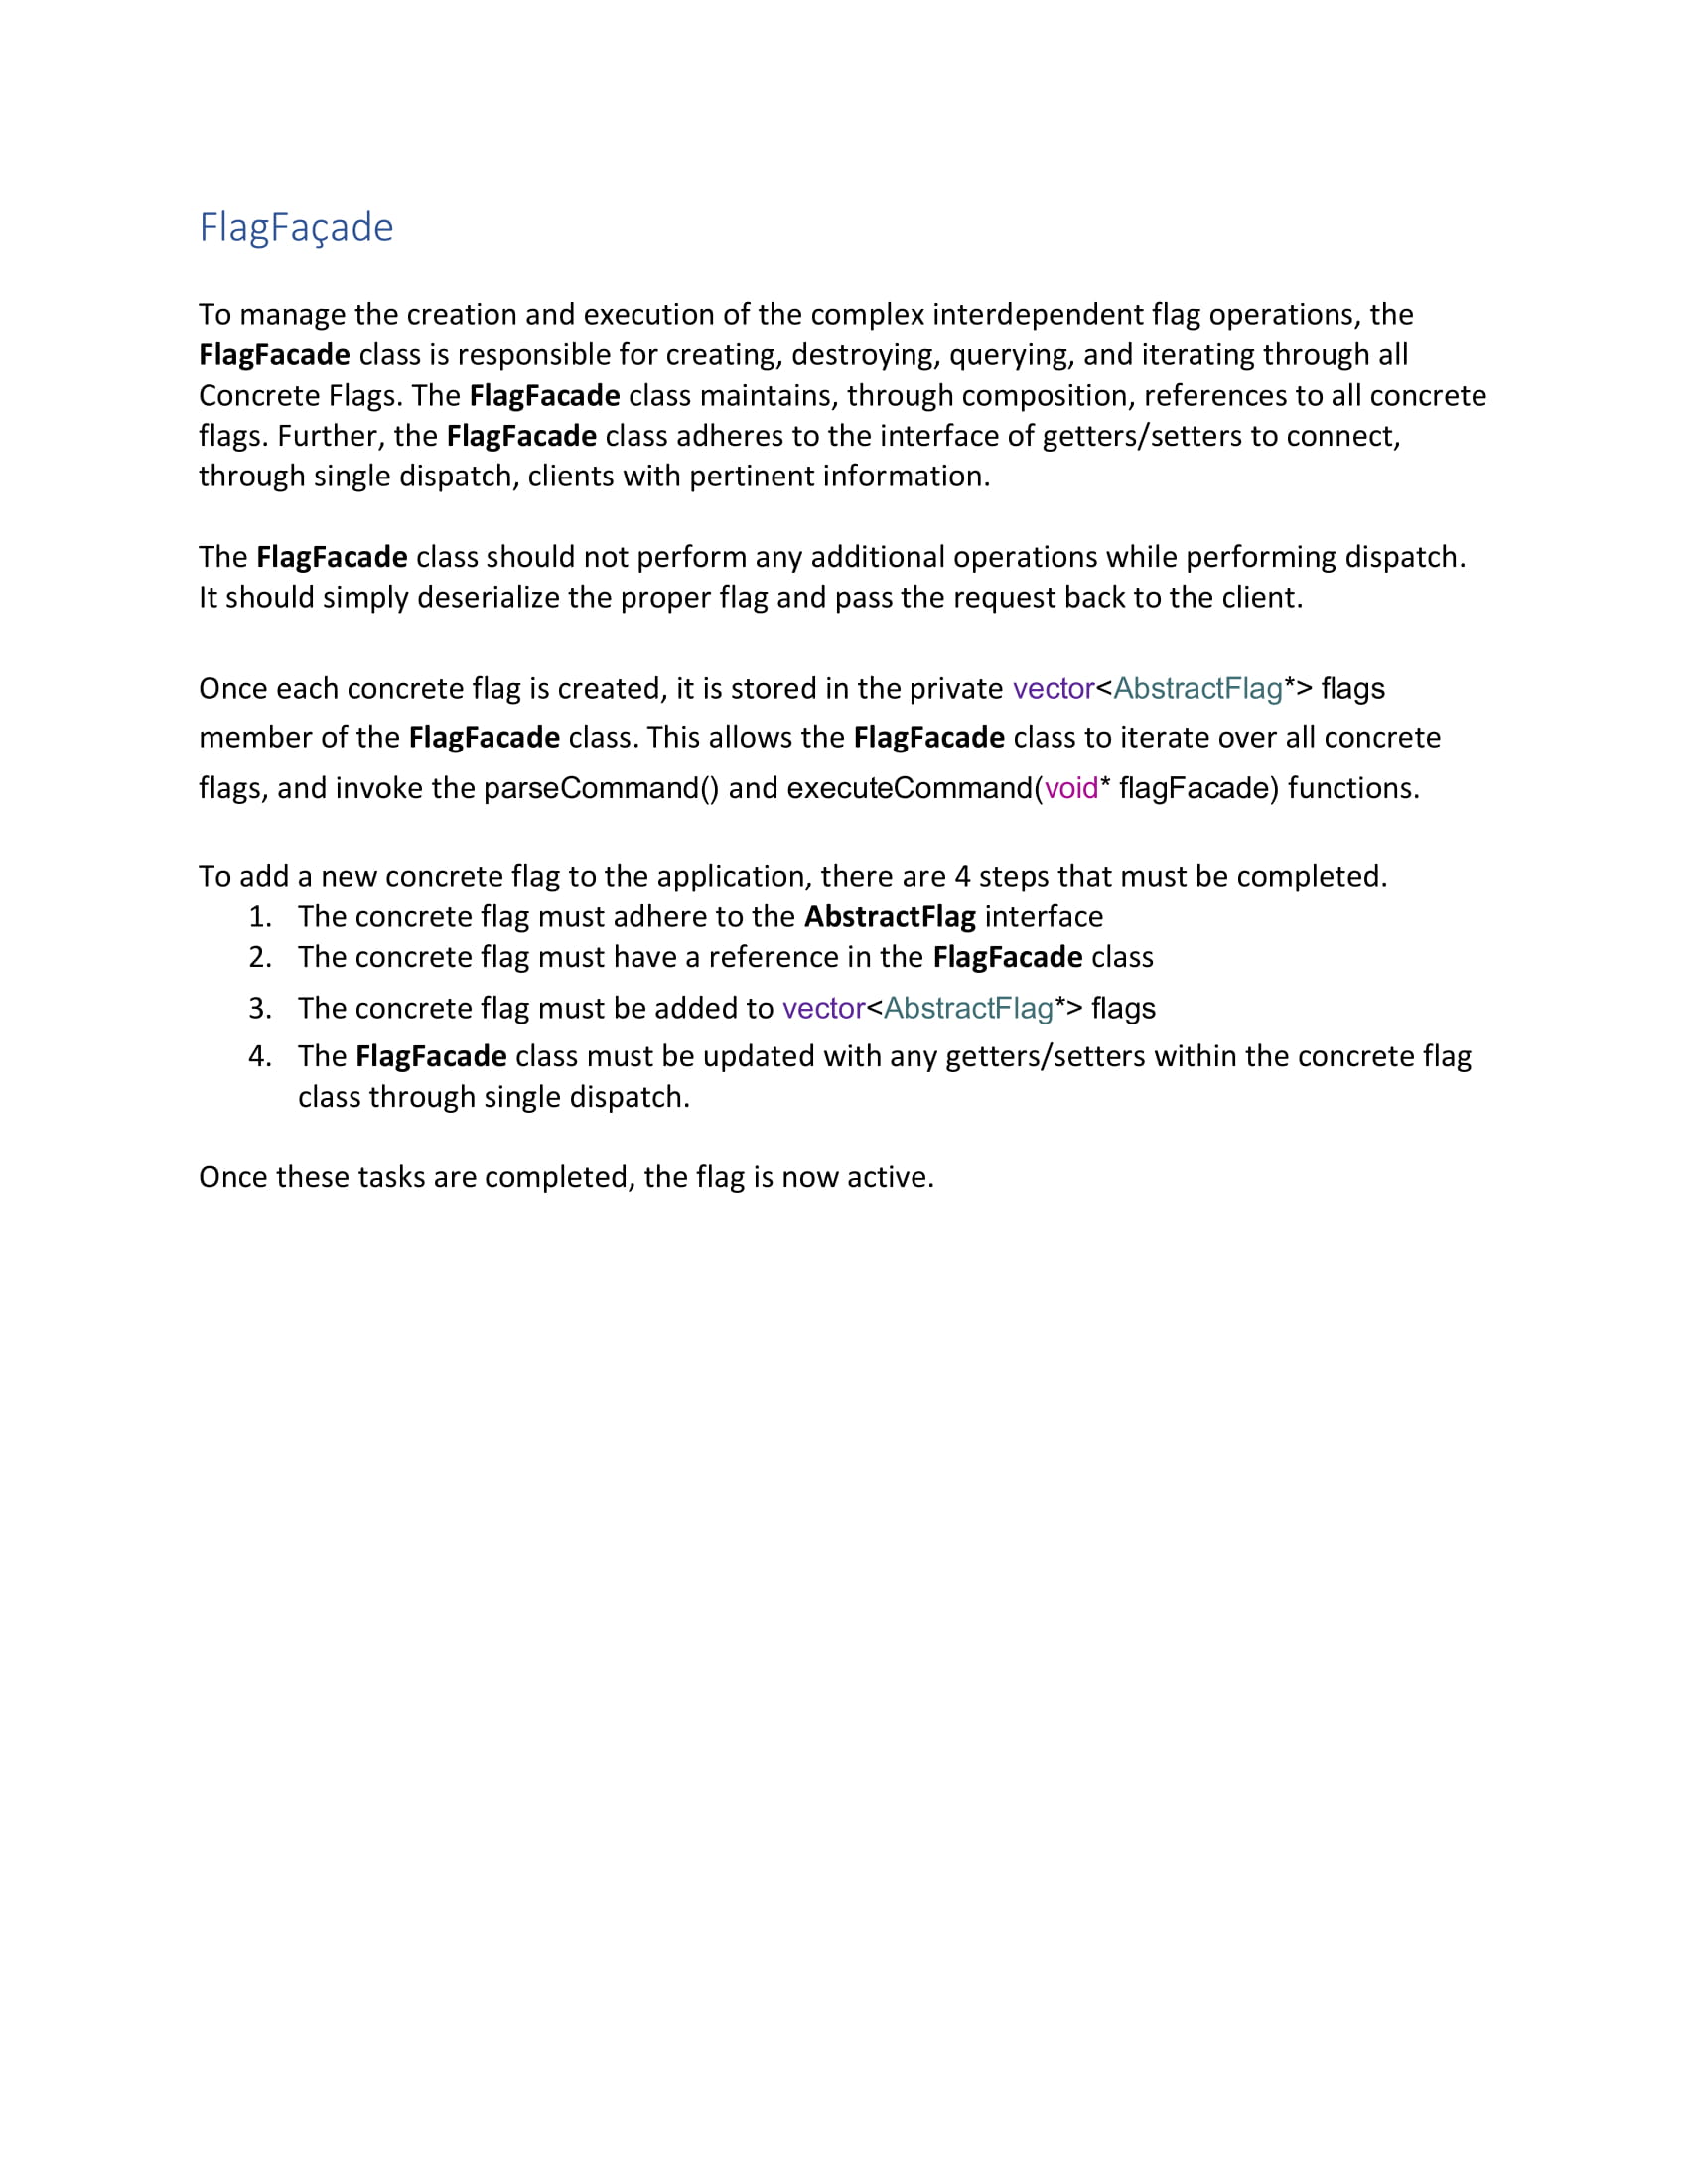 FlagFaçade
To manage the creation and execution of the complex interdependent flag operations, the
FlagFacade class is responsible for creating, destroying, querying, and iterating through all
Concrete Flags. The FlagFacade class maintains, through composition, references to all concrete
flags. Further, the FlagFacade class adheres to the interface of getters/setters to connect,
through single dispatch, clients with pertinent information.
The FlagFacade class should not perform any additional operations while performing dispatch.
It should simply deserialize the proper flag and pass the request back to the client.
Once each concrete flag is created, it is stored in the private vector<AbstractFlag*> flags
member of the FlagFacade class. This allows the FlagFacade class to iterate over all concrete
flags, and invoke the parseCommand() and executeCommand(void* flagFacade) functions.
To add a new concrete flag to the application, there are 4 steps that must be completed.
1. The concrete flag must adhere to the AbstractFlag interface
2. The concrete flag must have a reference in the FlagFacade class
3. The concrete flag must be added to vector<AbstractFlag*> flags
4. The FlagFacade class must be updated with any getters/setters within the concrete flag
class through single dispatch.
Once these tasks are completed, the flag is now active.